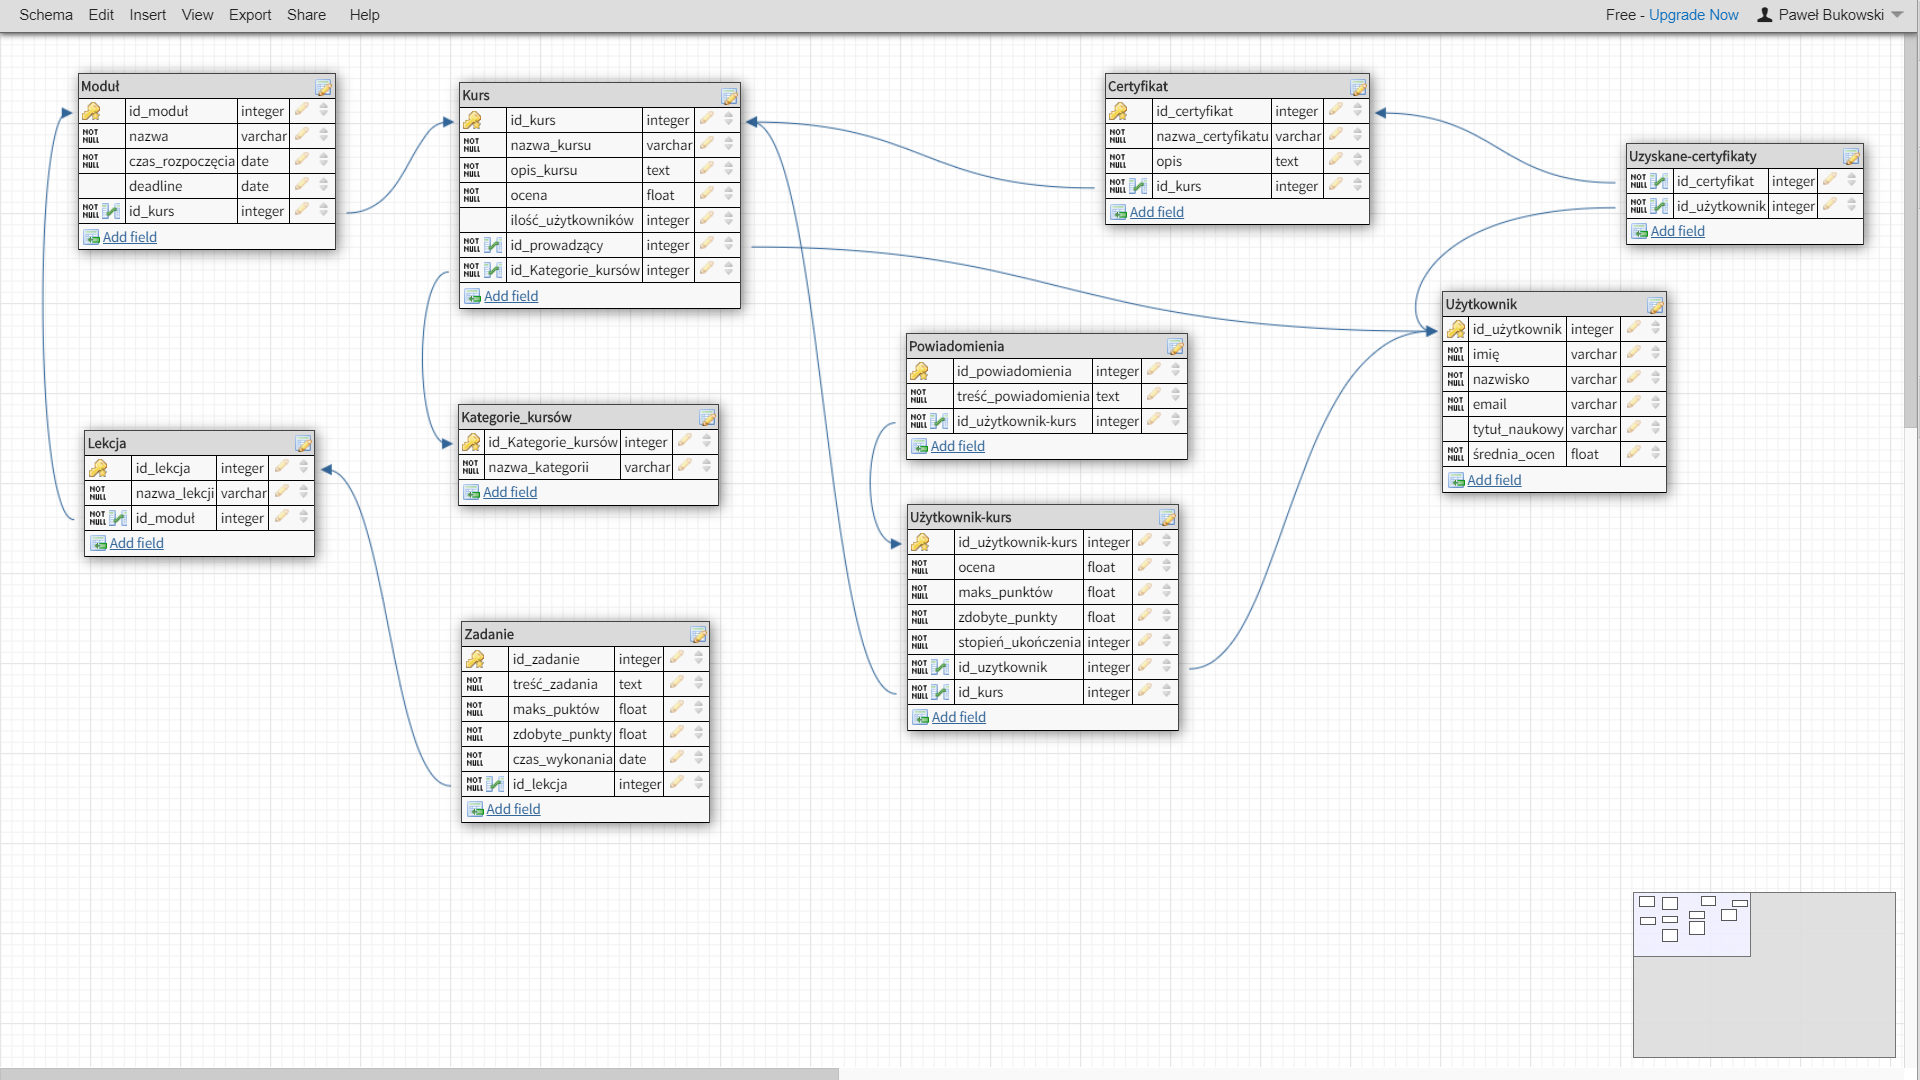 Schema Edit Insert View Export Share Help Free - Upgrade Now Paweł Bukowski
Moduł
id_moduł integer
NOT NULL nazwa varchar
NOT NULL czas_rozpoczęcia date
deadline date
NOT NULL id_kurs integer
Add field
Kurs
id_kurs integer
NOT NULL nazwa_kursu varchar
NOT NULL opis_kursu text
NOT NULL ocena float
ilość_użytkowników integer
NOT NULL id_prowadzący integer
NOT NULL id_Kategorie_kursów integer
Add field
Certyfikat
id_certyfikat integer
NOT NULL nazwa_certyfikatu varchar
NOT NULL opis text
NOT NULL id_kurs integer
Add field
Uzyskane-certyfikaty
NOT NULL id_certyfikat integer
NOT NULL id_użytkownik integer
Add field
Użytkownik
id_użytkownik integer
NOT NULL imię varchar
NOT NULL nazwisko varchar
NOT NULL email varchar
tytuł_naukowy varchar
NOT NULL średnia_ocen float
Add field
Powiadomienia
id_powiadomienia integer
NOT NULL treść_powiadomienia text
NOT NULL id_użytkownik-kurs integer
Add field
Kategorie_kursów
id_Kategorie_kursów integer
NOT NULL nazwa_kategorii varchar
Add field
Lekcja
id_lekcja integer
NOT NULL nazwa_lekcji varchar
NOT NULL id_moduł integer
Add field
Użytkownik-kurs
id_użytkownik-kurs integer
NOT NULL ocena float
NOT NULL maks_punktów float
NOT NULL zdobyte_punkty float
NOT NULL stopień_ukończenia integer
NOT NULL id_uzytkownik integer
NOT NULL id_kurs integer
Add field
Zadanie
id_zadanie integer
NOT NULL treść_zadania text
NOT NULL maks_puktów float
NOT NULL zdobyte_punkty float
NOT NULL czas_wykonania date
NOT NULL id_lekcja integer
Add field